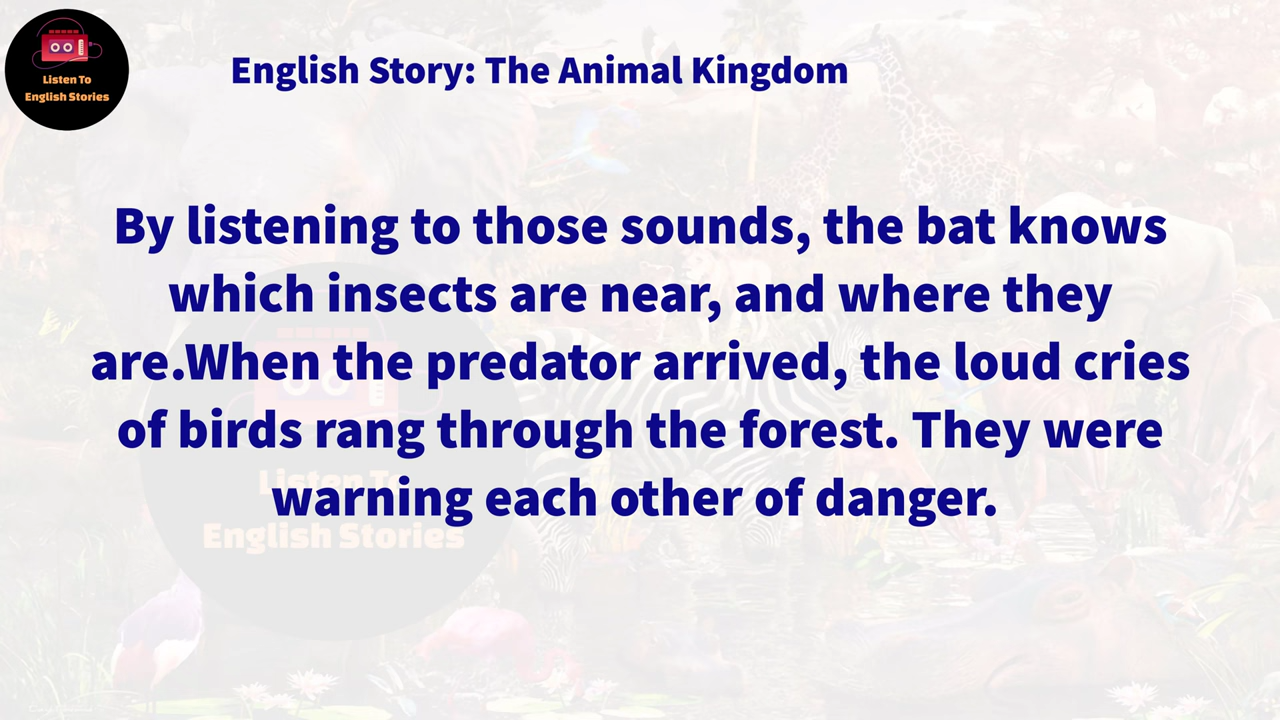 Listen To
English Stories
English Story: The Animal Kingdom
By listening to those sounds, the bat knows
which insects are near, and where they
are.When the predator arrived, the loud cries
of birds rang through the forest. They were
warning each other of danger.
Listen To
English Stories